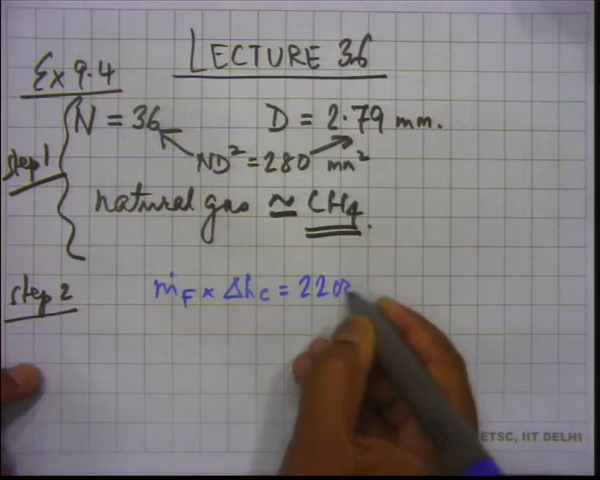 LECTURE 36
Ex 9.4
N = 36 D = 2.79 mm.
step 1
ND² = 280 mm²
natural gas ≈ CH₄.
step 2
ṁF × Δhc = 220
ETSC, IIT DELHI